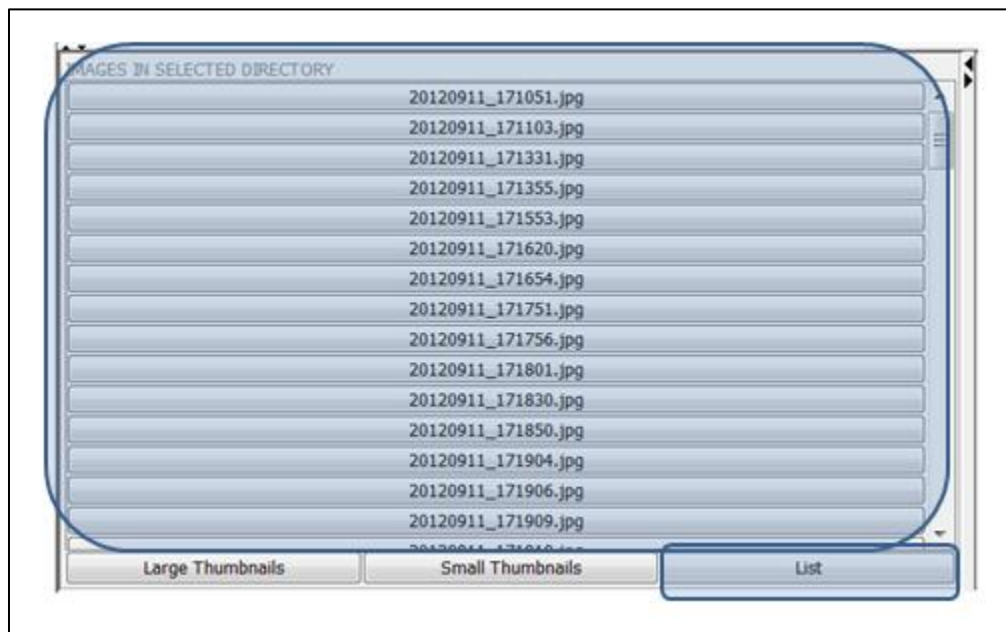 IMAGES IN SELECTED DIRECTORY
20120911_171051.jpg
20120911_171103.jpg
20120911_171331.jpg
20120911_171355.jpg
20120911_171553.jpg
20120911_171620.jpg
20120911_171654.jpg
20120911_171751.jpg
20120911_171756.jpg
20120911_171801.jpg
20120911_171830.jpg
20120911_171850.jpg
20120911_171904.jpg
20120911_171906.jpg
20120911_171909.jpg
Large Thumbnails Small Thumbnails List